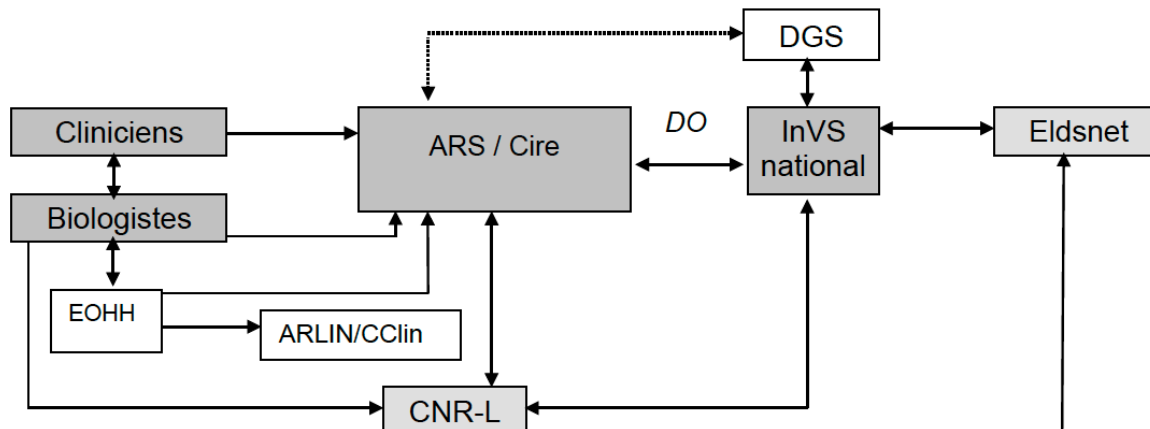 DGS
Cliniciens
ARS / Cire
DO
InVS
national
Eldsnet
Biologistes
EOHH
ARLIN/CClin
CNR-L